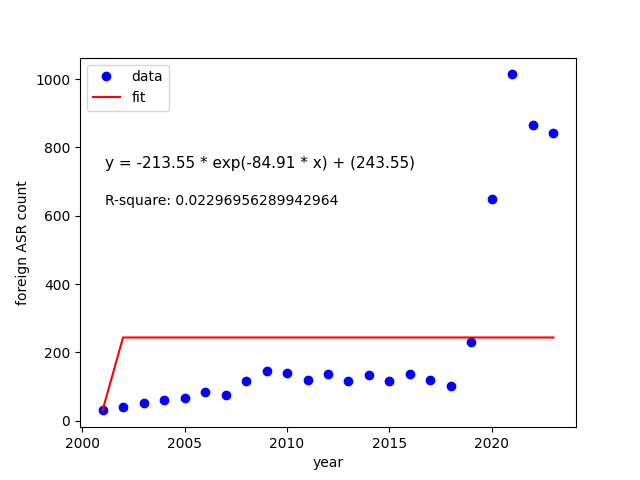 data
fit
y = -213.55 * exp(-84.91 * x) + (243.55)
R-square: 0.02296956289942964
foreign ASR count
1000
800
600
400
200
0
2000 2005 2010 2015 2020
year